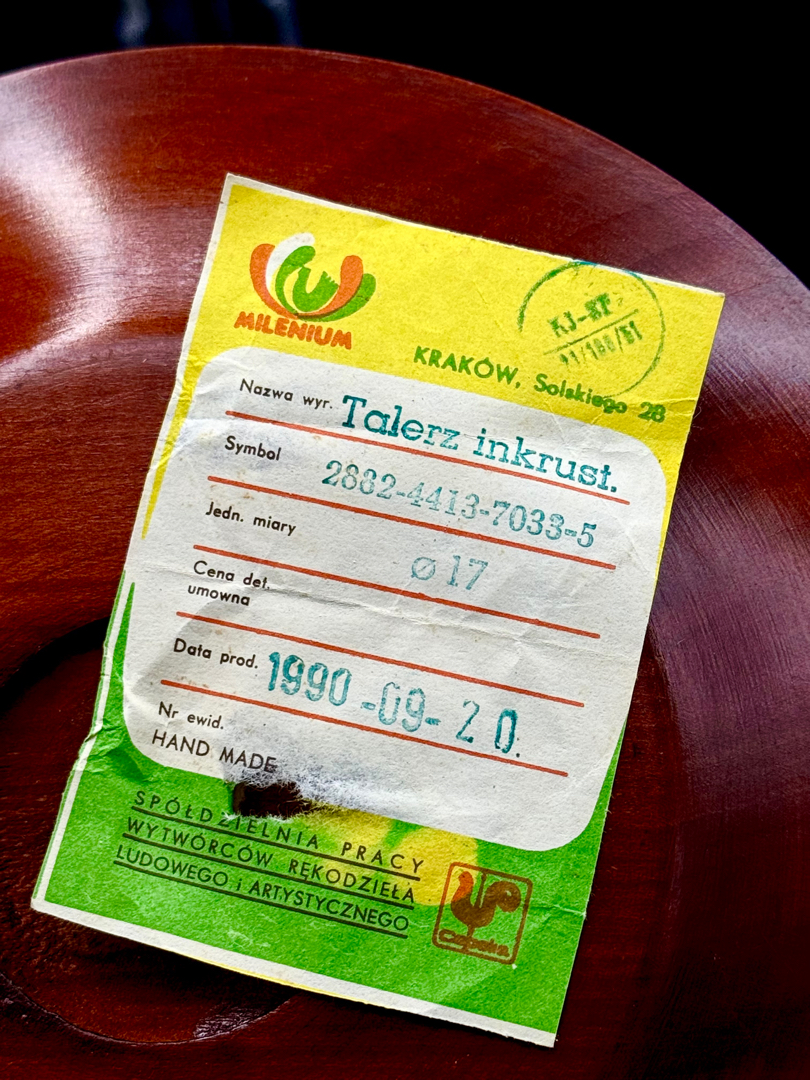 MILENIUM
KRAKÓW, Solskiego 28
Nazwa wyr. Talerz inkrust.
Symbol 2882-4413-7033-5
Jedn. miary ⌀ 17
Cena det.
umowna
Data prod. 1990-09-20.
Nr ewid.
HAND MADE
SPÓŁDZIELNIA PRACY
WYTWÓRCÓW RĘKODZIEŁA
LUDOWEGO i ARTYSTYCZNEGO
Cepelia